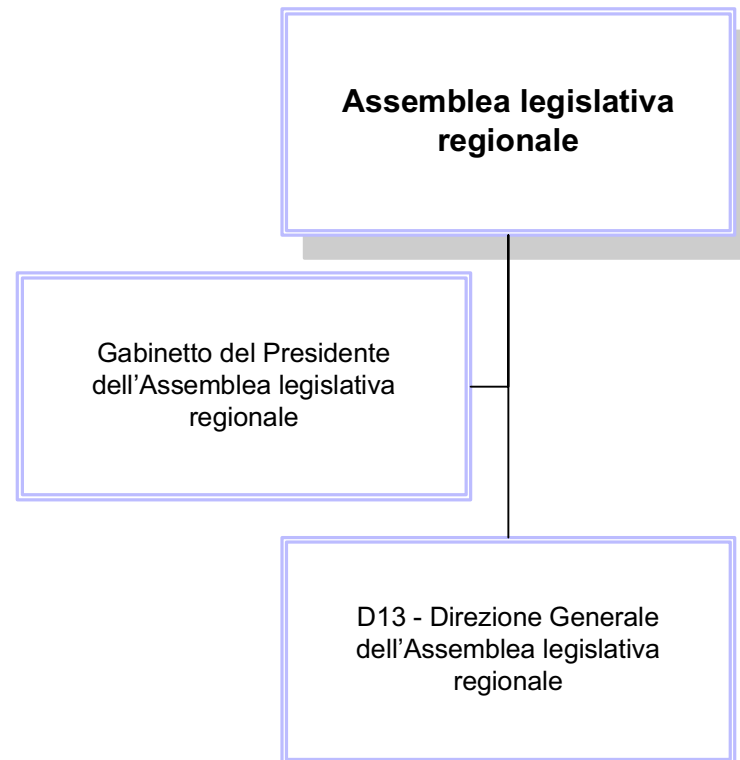 Assemblea legislativa
regionale
Gabinetto del Presidente
dell’Assemblea legislativa
regionale
D13 - Direzione Generale
dell’Assemblea legislativa
regionale